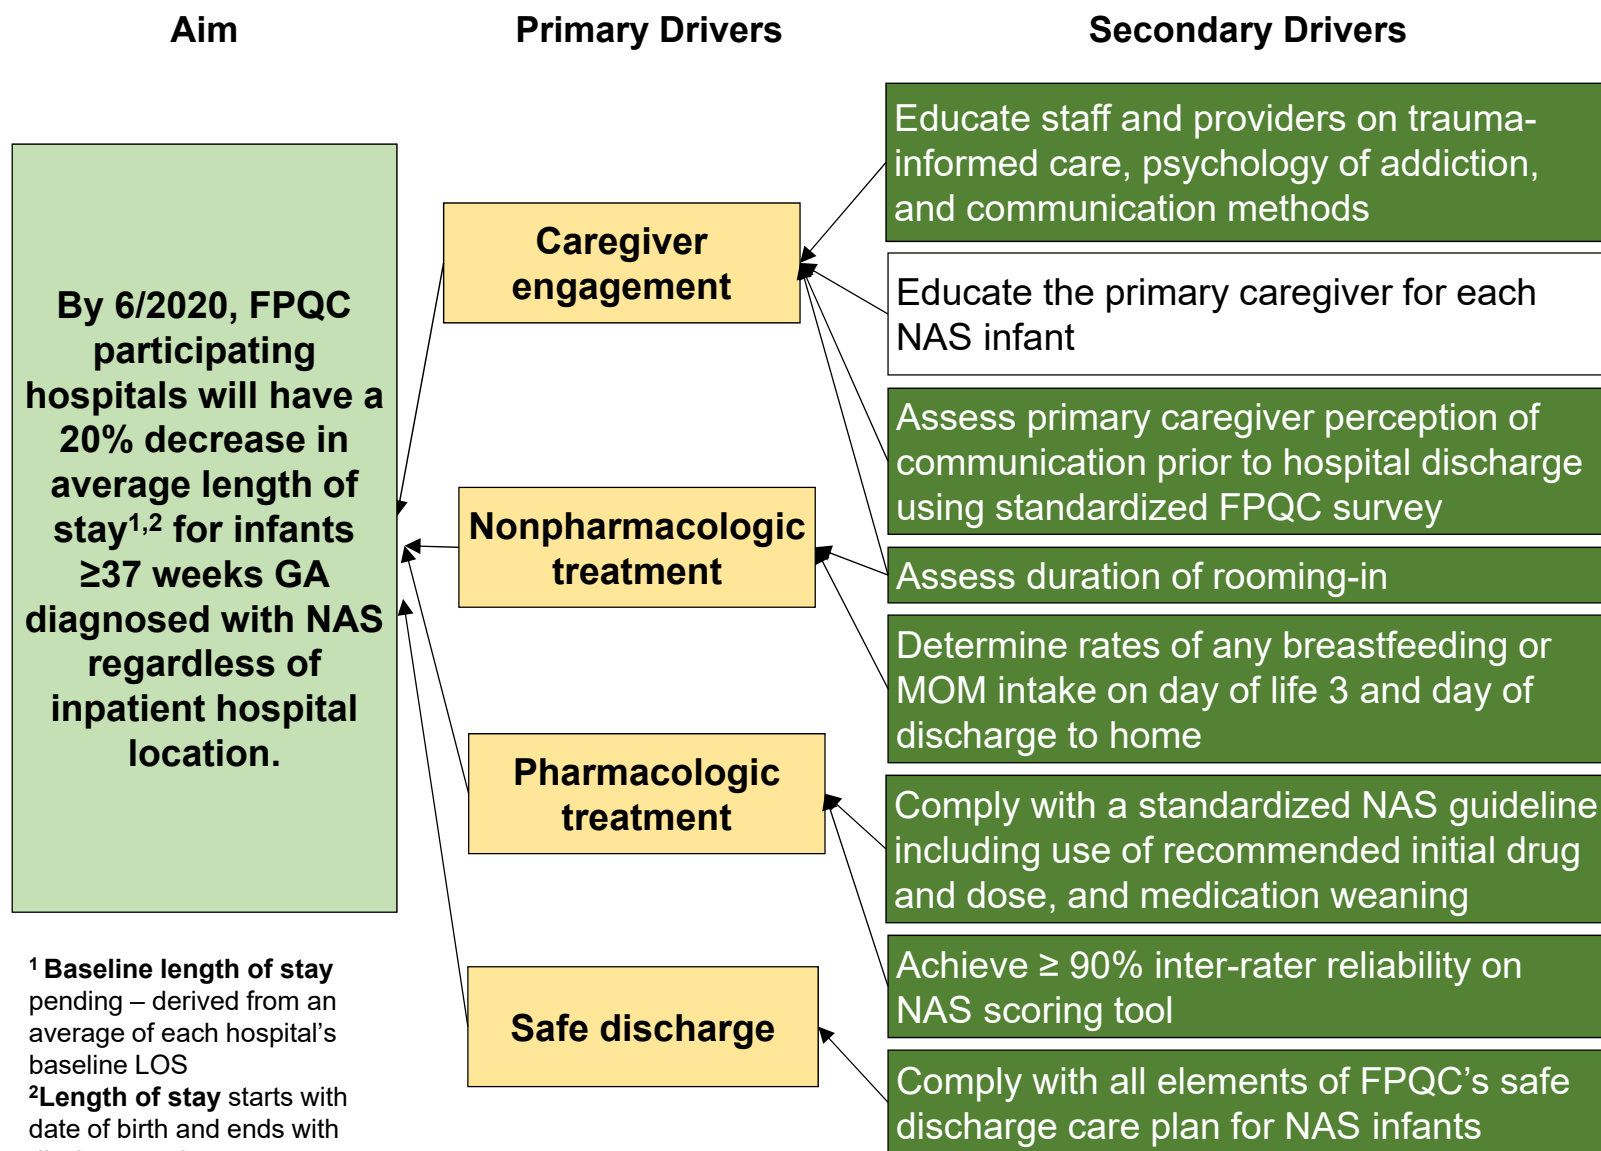 Aim
Primary Drivers
Secondary Drivers
By 6/2020, FPQC
participating
hospitals will have a
20% decrease in
average length of
stay1,2 for infants
≥37 weeks GA
diagnosed with NAS
regardless of
inpatient hospital
location.
1 Baseline length of stay
pending – derived from an
average of each hospital’s
baseline LOS
2Length of stay starts with
date of birth and ends with
Caregiver
engagement
Nonpharmacologic
treatment
Pharmacologic
treatment
Safe discharge
Educate staff and providers on trauma-
informed care, psychology of addiction,
and communication methods
Educate the primary caregiver for each
NAS infant
Assess primary caregiver perception of
communication prior to hospital discharge
using standardized FPQC survey
Assess duration of rooming-in
Determine rates of any breastfeeding or
MOM intake on day of life 3 and day of
discharge to home
Comply with a standardized NAS guideline
including use of recommended initial drug
and dose, and medication weaning
Achieve ≥ 90% inter-rater reliability on
NAS scoring tool
Comply with all elements of FPQC’s safe
discharge care plan for NAS infants